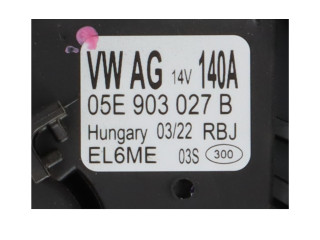 VW AG 14V 140A
05E 903 027 B
Hungary 03/22 RBJ
EL6ME 03S 300